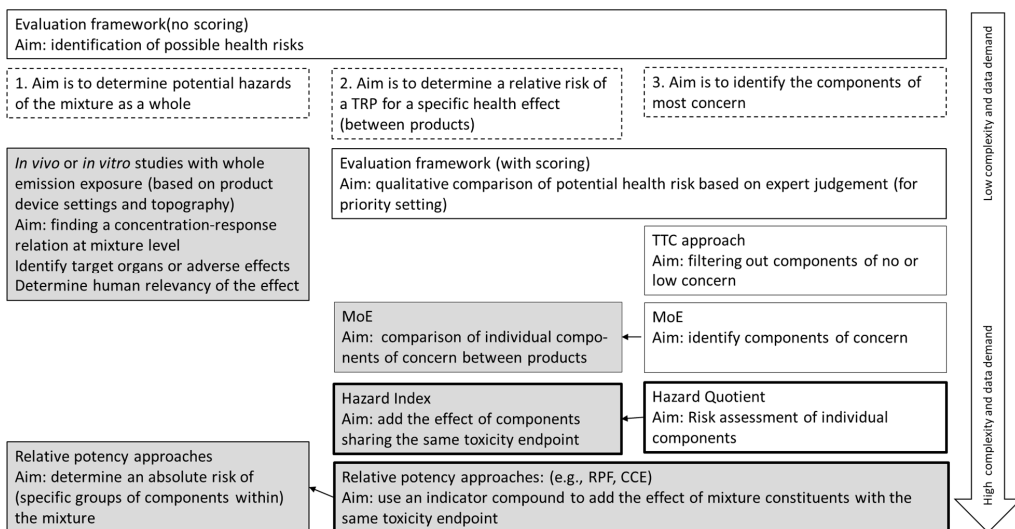 Evaluation framework(no scoring)
Aim: identification of possible health risks
1. Aim is to determine potential hazards
of the mixture as a whole
2. Aim is to determine a relative risk of
a TRP for a specific health effect
(between products)
3. Aim is to identify the components of
most concern
In vivo or in vitro studies with whole
emission exposure (based on product
device settings and topography)
Aim: finding a concentration-response
relation at mixture level
Identify target organs or adverse effects
Determine human relevancy of the effect
Evaluation framework (with scoring)
Aim: qualitative comparison of potential health risk based on expert judgement (for
priority setting)
TTC approach
Aim: filtering out components of no or
low concern
MoE
Aim: comparison of individual compo-
nents of concern between products
MoE
Aim: identify components of concern
Hazard Index
Aim: add the effect of components
sharing the same toxicity endpoint
Hazard Quotient
Aim: Risk assessment of individual
components
Relative potency approaches
Aim: determine an absolute risk of
(specific groups of components within)
the mixture
Relative potency approaches: (e.g., RPF, CCE)
Aim: use an indicator compound to add the effect of mixture constituents with the
same toxicity endpoint
Low complexity and data demand
High complexity and data demand